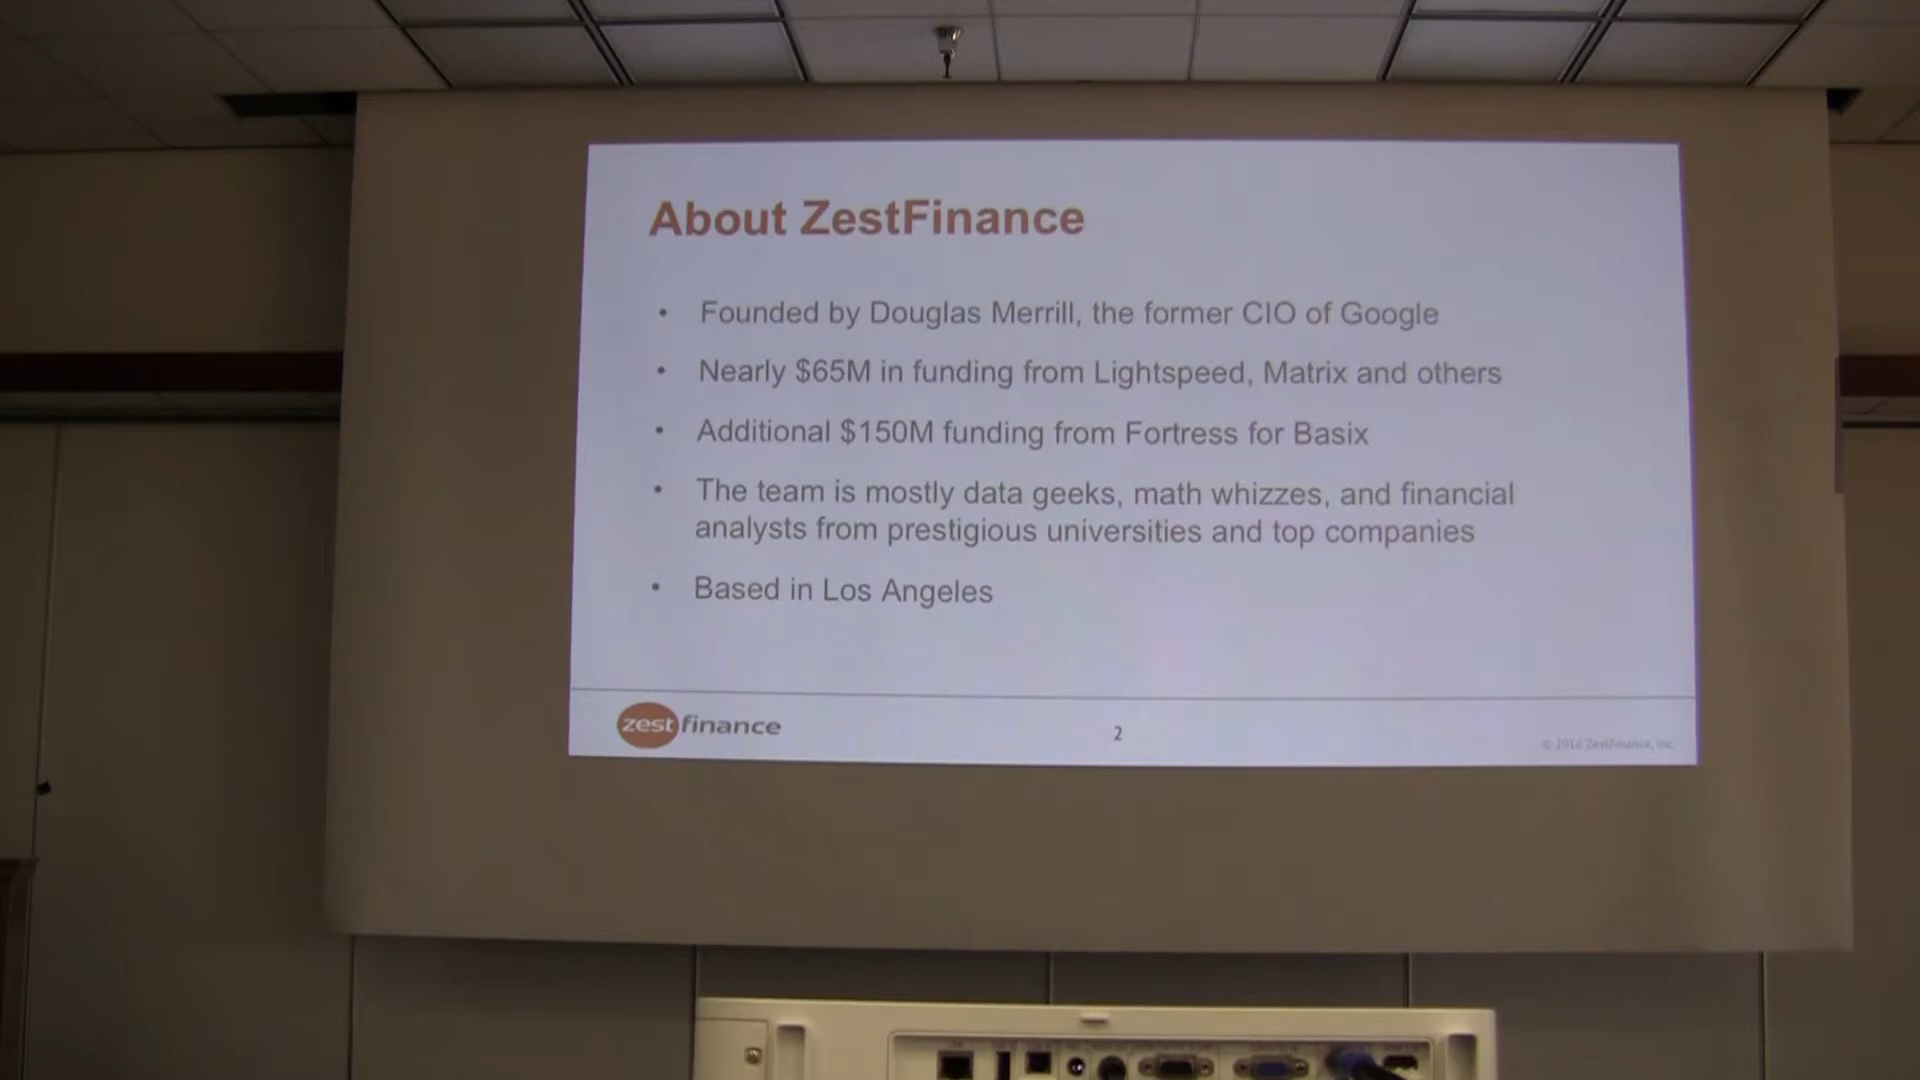 About ZestFinance
• Founded by Douglas Merrill, the former CIO of Google
• Nearly $65M in funding from Lightspeed, Matrix and others
• Additional $150M funding from Fortress for Basix
• The team is mostly data geeks, math whizzes, and financial
analysts from prestigious universities and top companies
• Based in Los Angeles
zest finance
2
© 2016 ZestFinance, Inc.